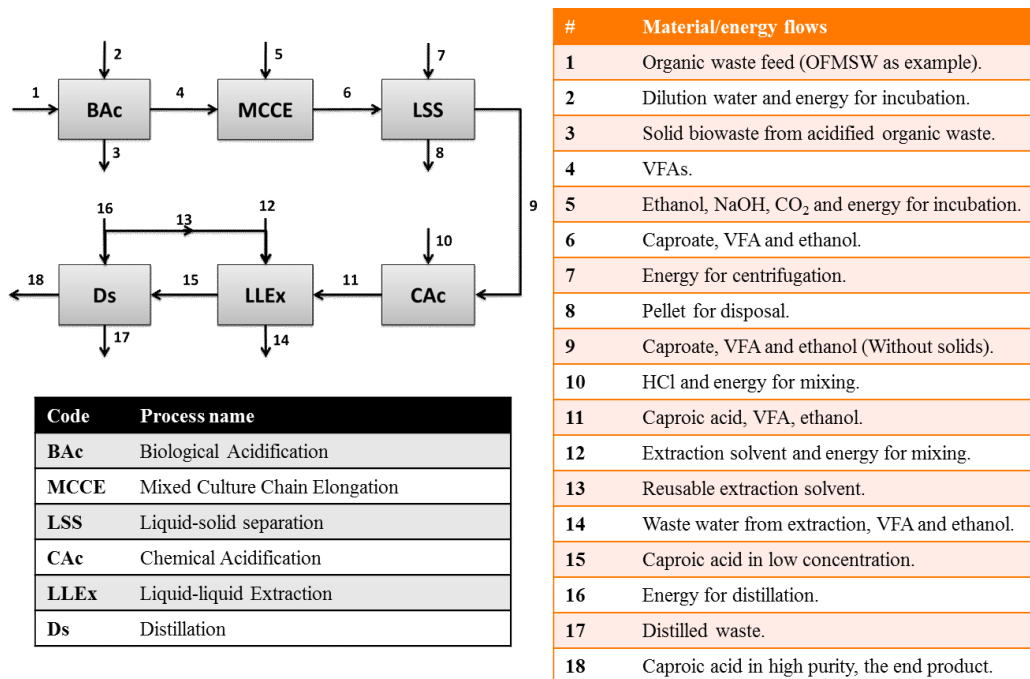 2
5
7
1
BAc
4
MCCE
6
LSS
3
8
9
16
13
12
10
18
Ds
15
LLEx
11
CAc
17
14
Code Process name
BAc Biological Acidification
MCCE Mixed Culture Chain Elongation
LSS Liquid-solid separation
CAc Chemical Acidification
LLEx Liquid-liquid Extraction
Ds Distillation
# Material/energy flows
1 Organic waste feed (OFMSW as example).
2 Dilution water and energy for incubation.
3 Solid biowaste from acidified organic waste.
4 VFAs.
5 Ethanol, NaOH, CO₂ and energy for incubation.
6 Caproate, VFA and ethanol.
7 Energy for centrifugation.
8 Pellet for disposal.
9 Caproate, VFA and ethanol (Without solids).
10 HCl and energy for mixing.
11 Caproic acid, VFA, ethanol.
12 Extraction solvent and energy for mixing.
13 Reusable extraction solvent.
14 Waste water from extraction, VFA and ethanol.
15 Caproic acid in low concentration.
16 Energy for distillation.
17 Distilled waste.
18 Caproic acid in high purity, the end product.